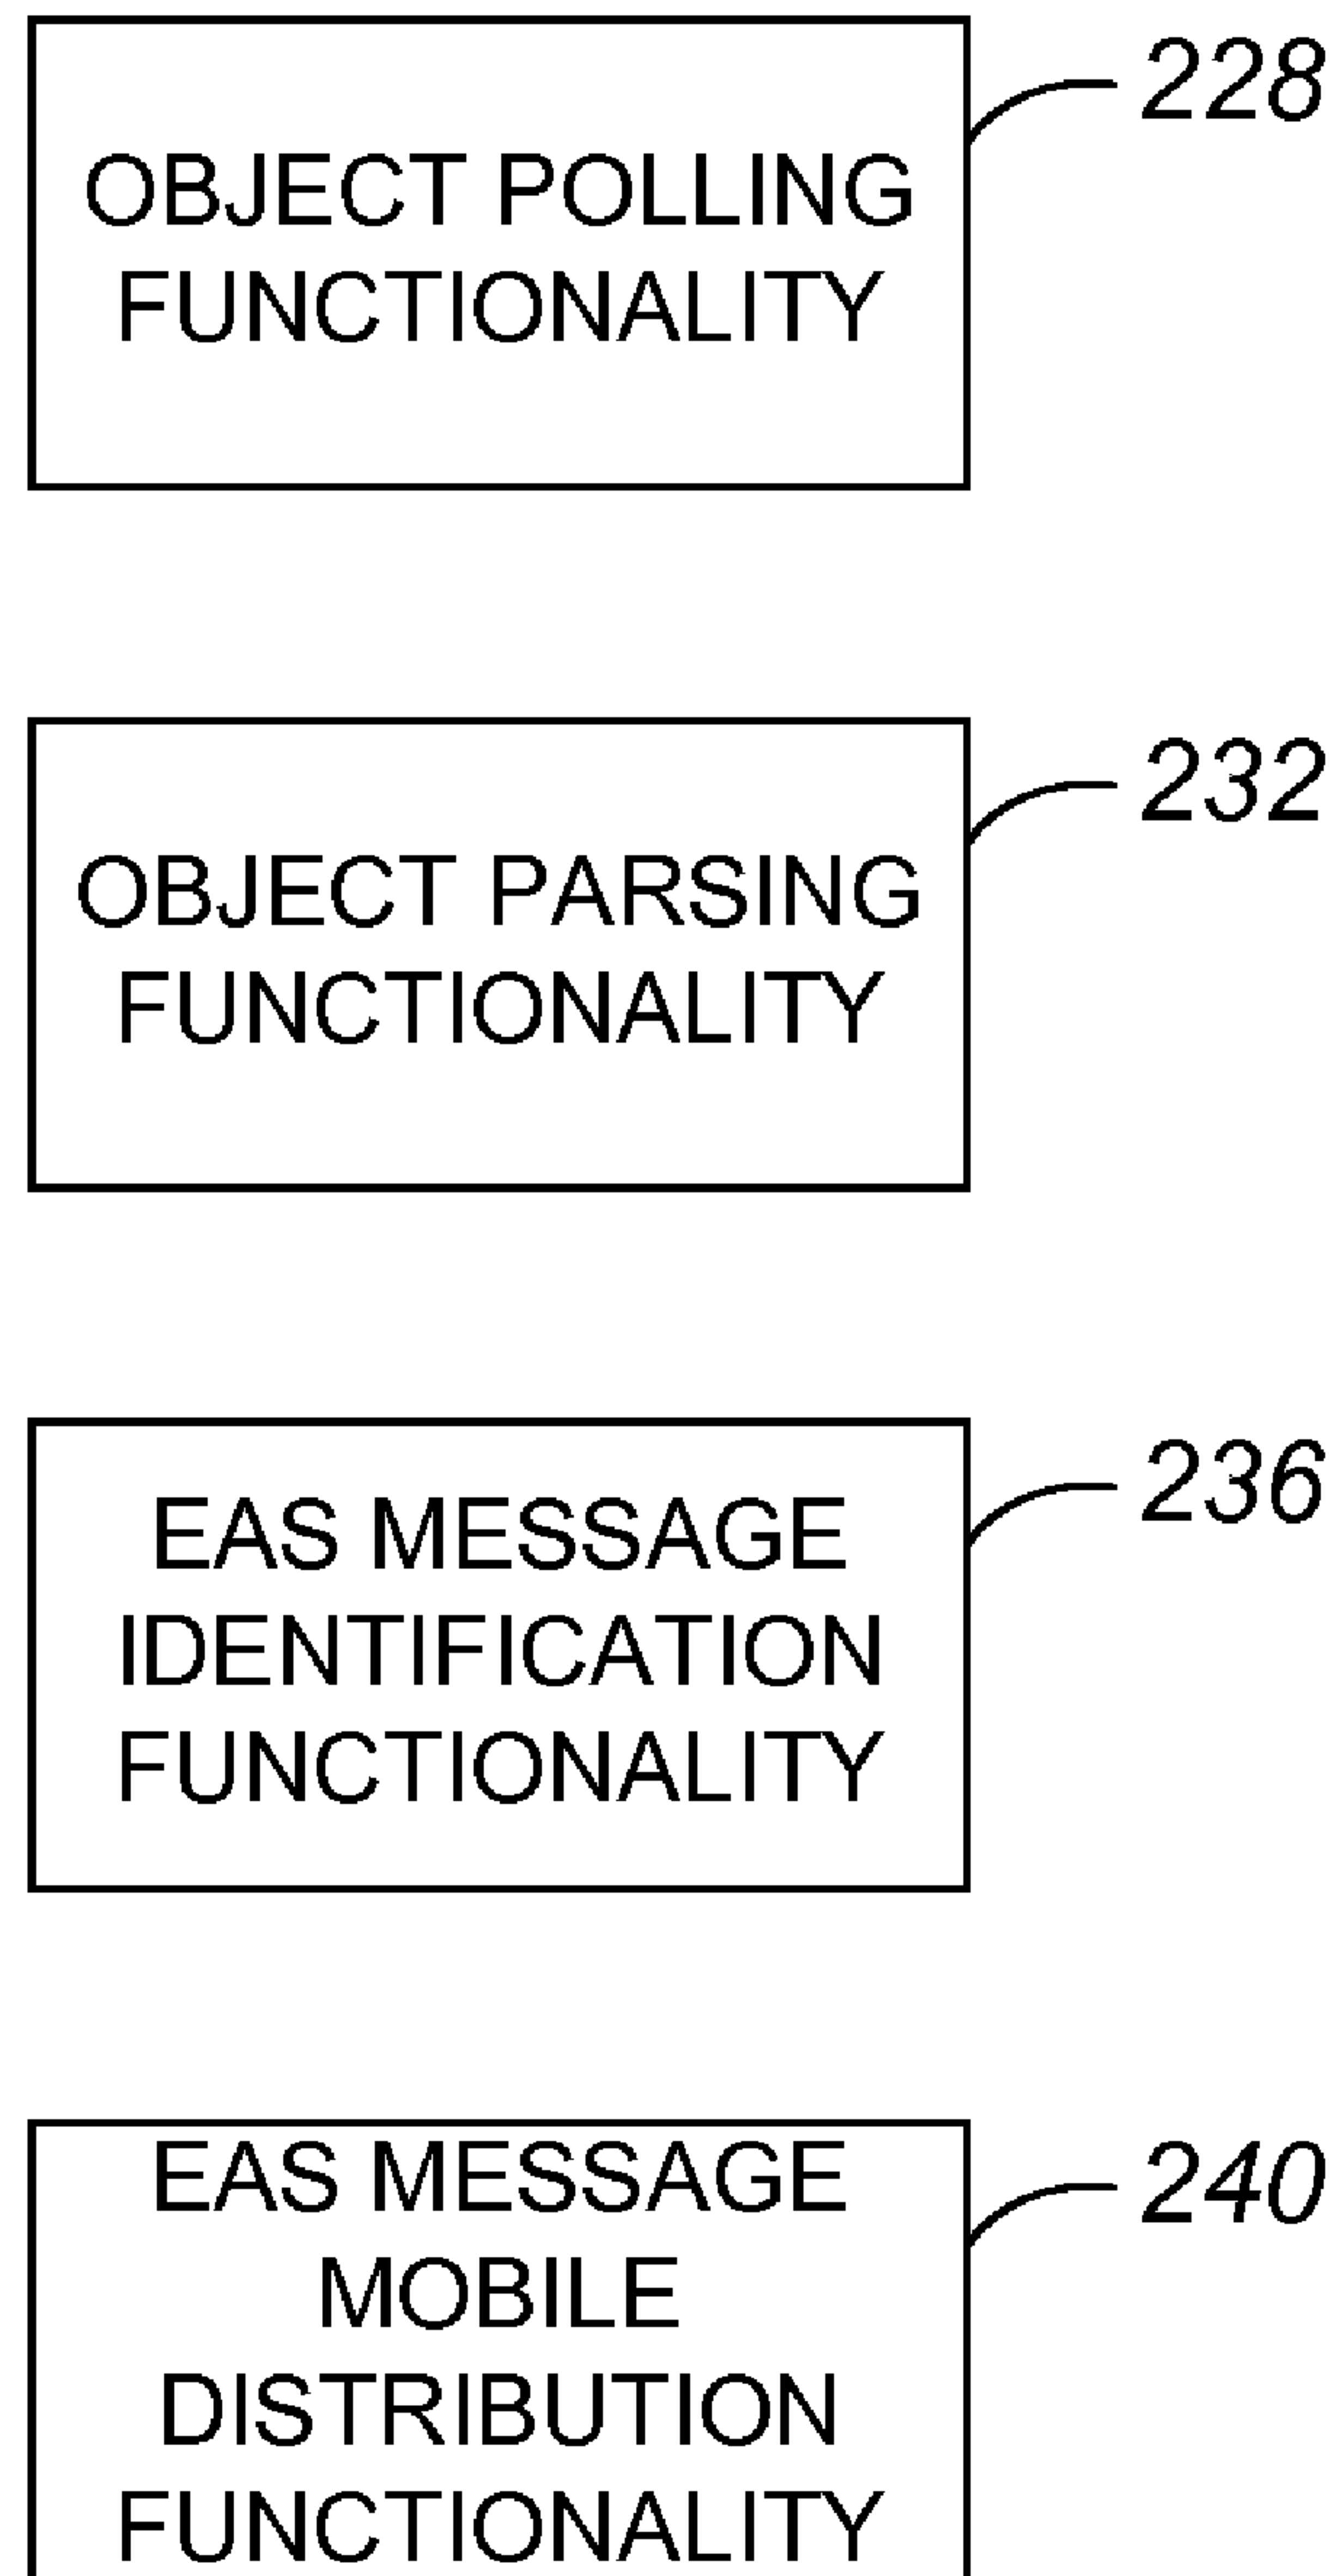 228
OBJECT POLLING
FUNCTIONALITY
232
OBJECT PARSING
FUNCTIONALITY
236
EAS MESSAGE
IDENTIFICATION
FUNCTIONALITY
240
EAS MESSAGE
MOBILE
DISTRIBUTION
FUNCTIONALITY